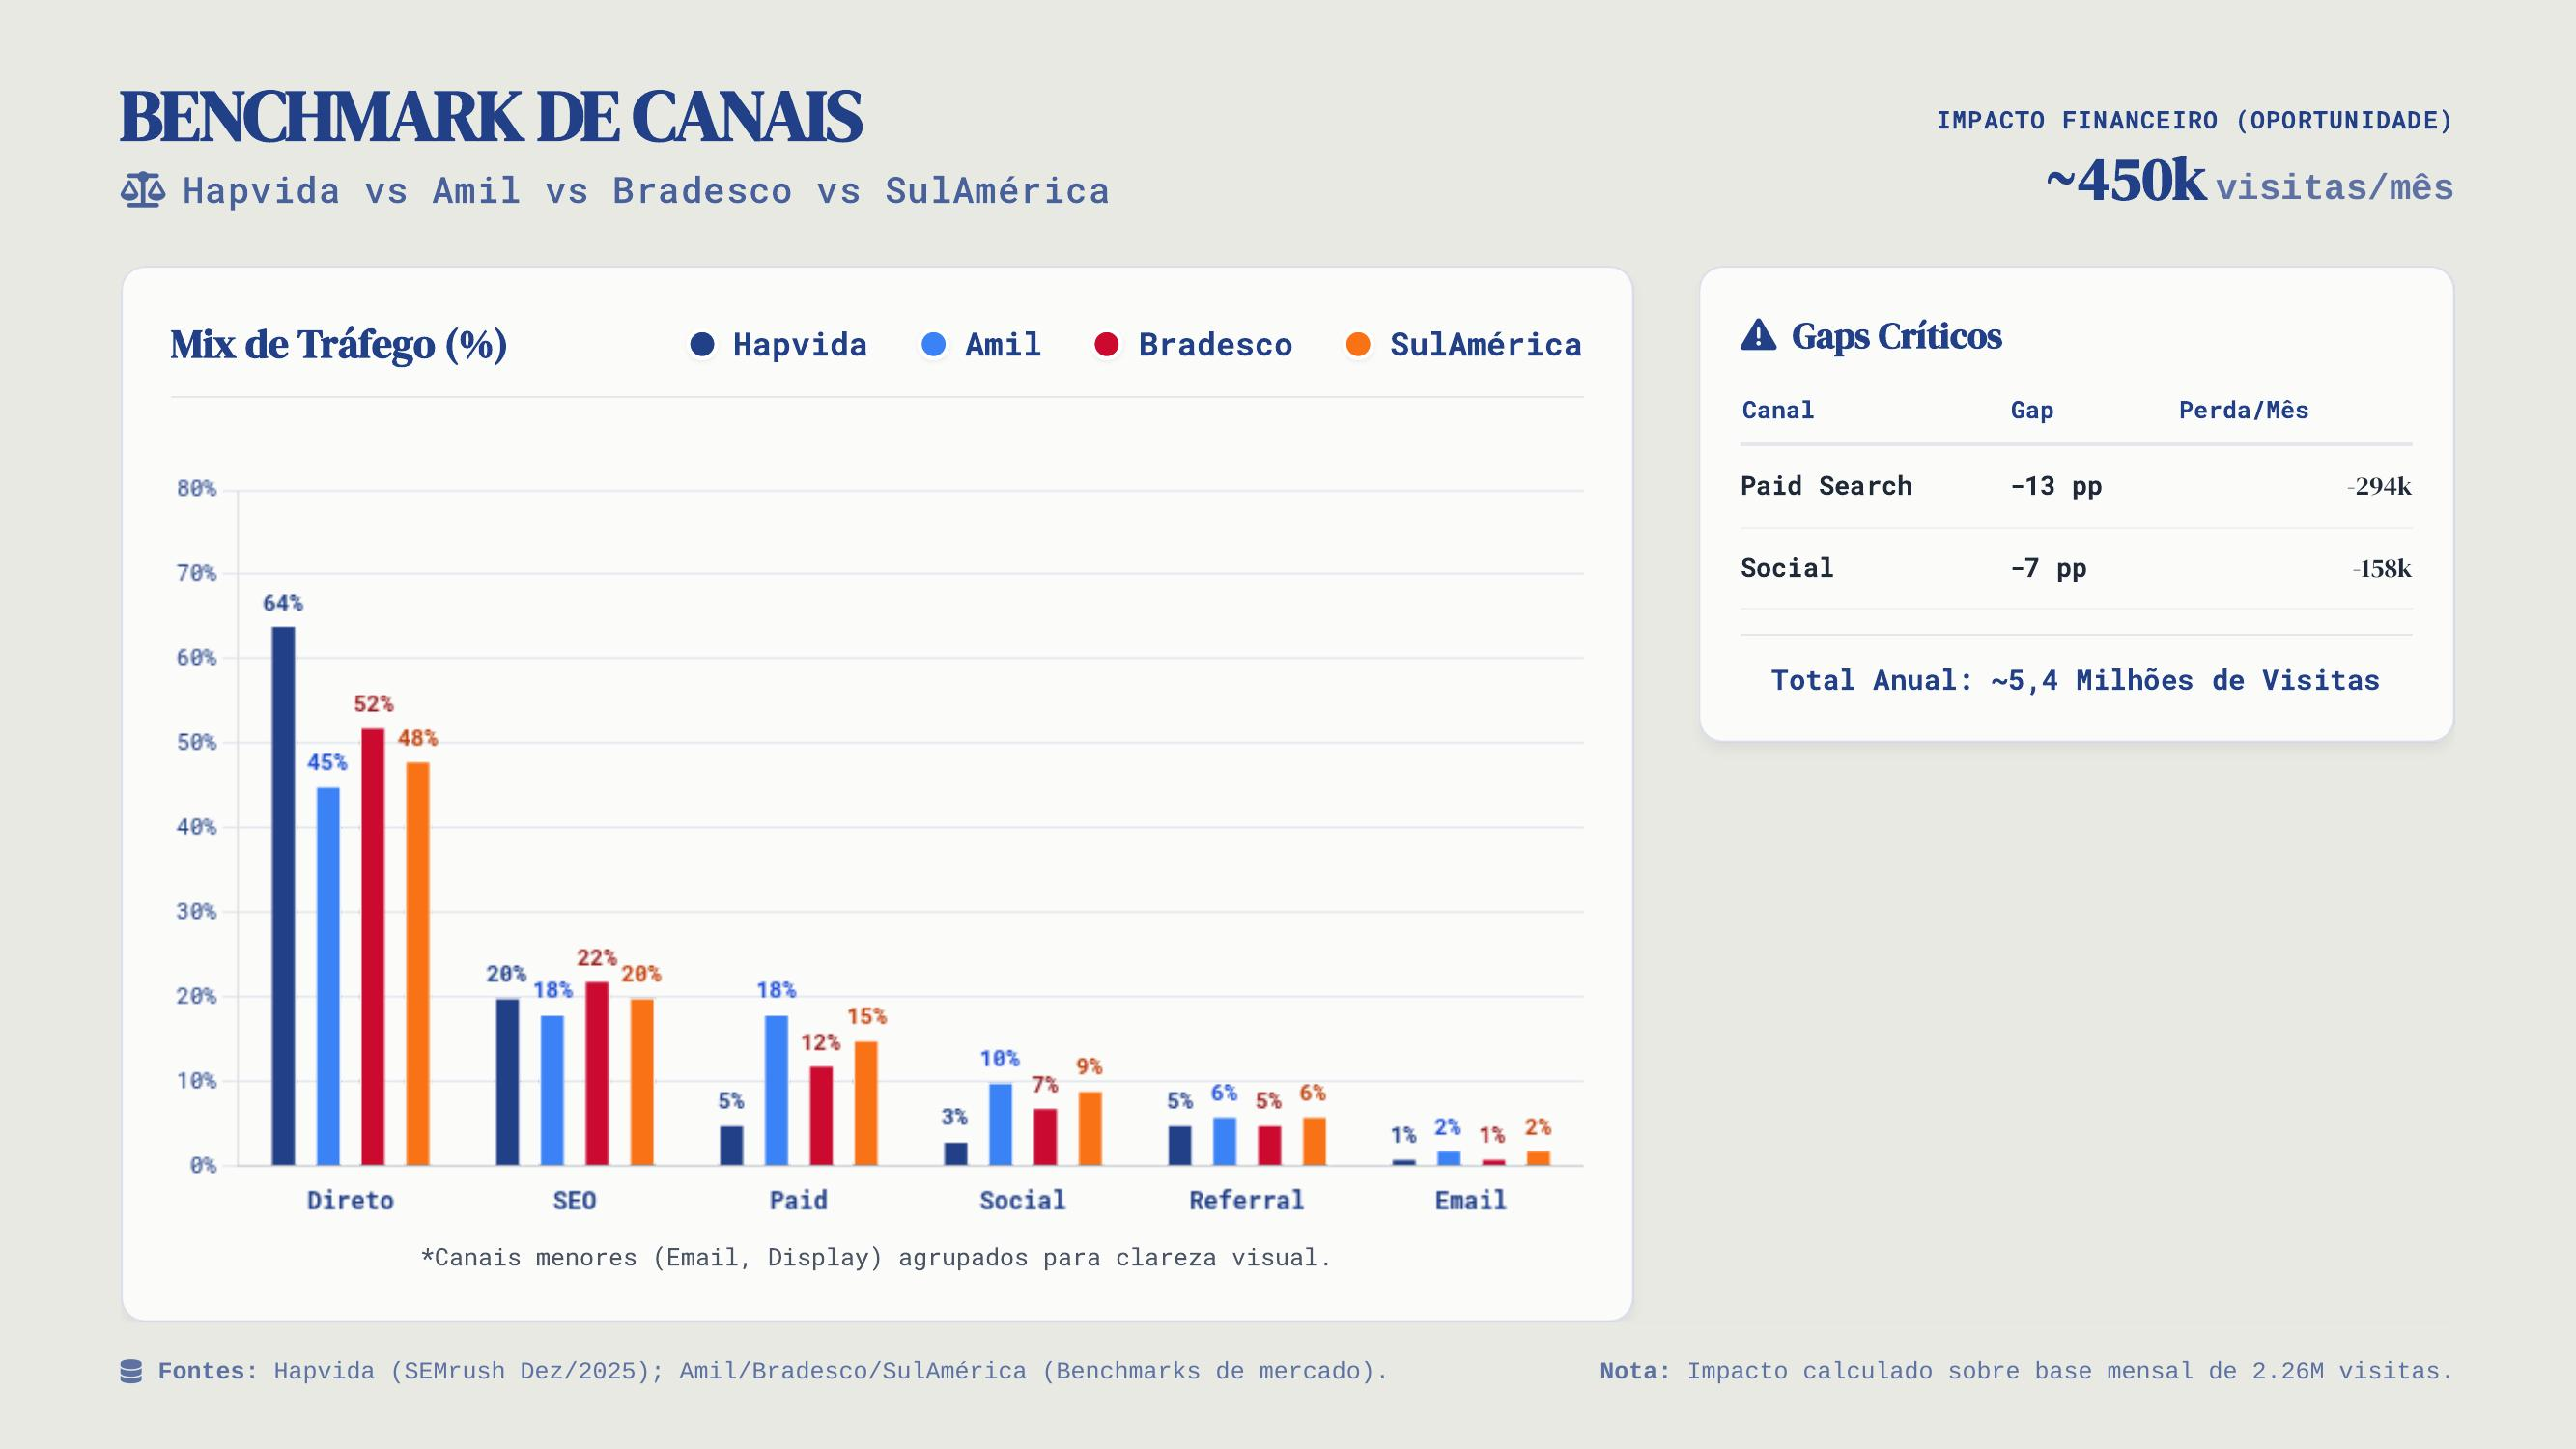 BENCHMARK DE CANAIS
Hapvida vs Amil vs Bradesco vs SulAmérica
IMPACTO FINANCEIRO (OPORTUNIDADE)
~450k visitas/mês
Mix de Tráfego (%)
Hapvida Amil Bradesco SulAmérica
80%
70%
60%
50%
40%
30%
20%
10%
0%
64% 45% 52% 48%
20% 18% 22% 20%
5% 18% 12% 15%
3% 10% 7% 9%
5% 6% 5% 6%
1% 2% 1% 2%
Direto SEO Paid Social Referral Email
*Canais menores (Email, Display) agrupados para clareza visual.
Gaps Críticos
Canal Gap Perda/Mês
Paid Search -13 pp -294k
Social -7 pp -158k
Total Anual: ~5,4 Milhões de Visitas
Fontes: Hapvida (SEMrush Dez/2025); Amil/Bradesco/SulAmérica (Benchmarks de mercado).
Nota: Impacto calculado sobre base mensal de 2.26M visitas.